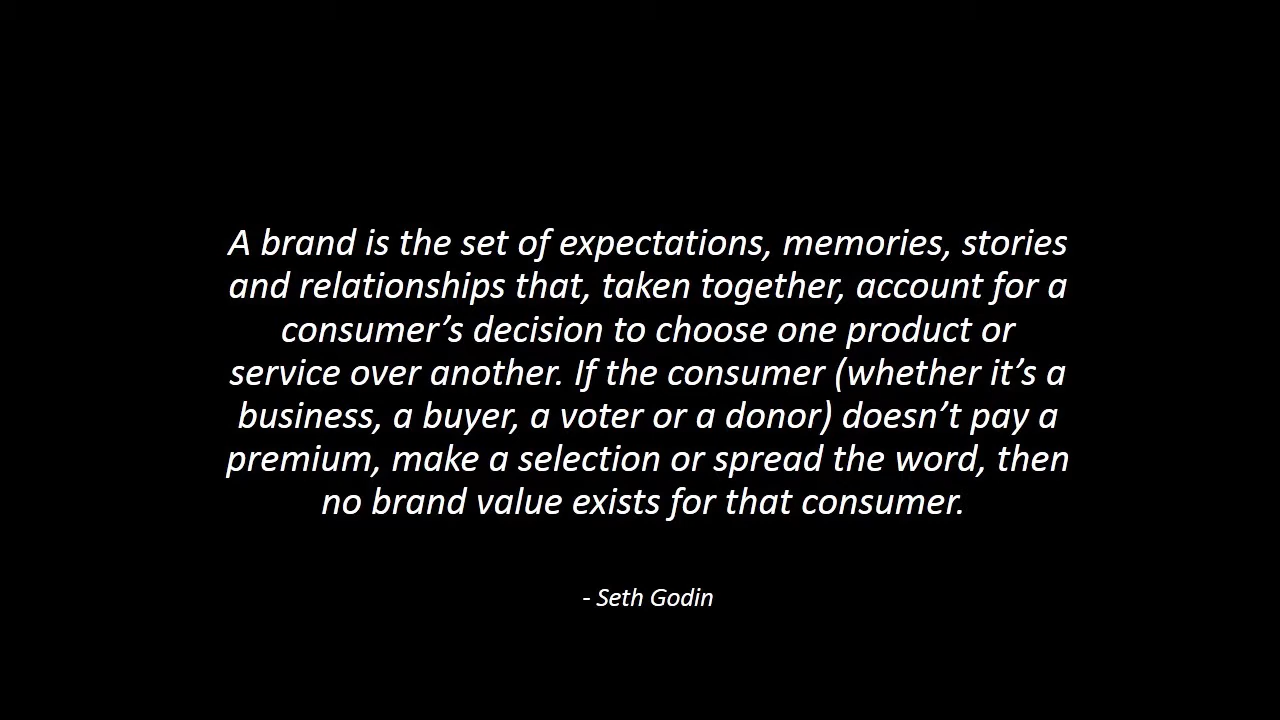 A brand is the set of expectations, memories, stories
and relationships that, taken together, account for a
consumer’s decision to choose one product or
service over another. If the consumer (whether it’s a
business, a buyer, a voter or a donor) doesn’t pay a
premium, make a selection or spread the word, then
no brand value exists for that consumer.
- Seth Godin